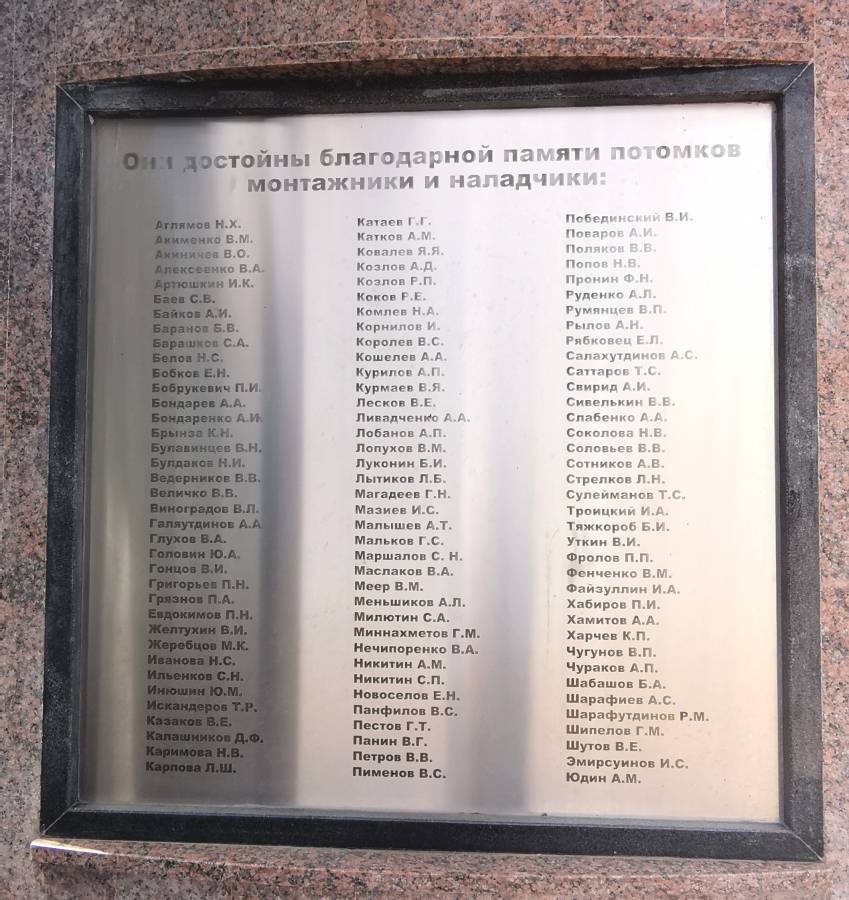 Они достойны благодарной памяти потомков
монтажники и наладчики:
Аглямов Н.Х.
Акименко В.М.
Акиничев В.О.
Алексеенко В.А.
Артюшкин И.К.
Баев С.В.
Байков А.И.
Баранов Б.В.
Барашков С.А.
Белов Н.С.
Бобков Е.Н.
Бобрукевич П.И.
Бондарев А.А.
Бондаренко А.И.
Брынза К.Н.
Булавинцев В.Н.
Булдаков Н.И.
Ведерников В.В.
Величко В.В.
Виноградов В.Л.
Галяутдинов А.А
Глухов В.А.
Головин Ю.А.
Гонцов В.И.
Григорьев П.Н.
Грязнов П.А.
Евдокимов П.Н.
Желтухин В.И.
Жеребцов М.К.
Иванова Н.С.
Ильенков С.Н.
Инюшин Ю.М.
Искандеров Т.Р.
Казаков В.Е.
Калашников Д.Ф.
Каримова Н.В.
Карпова Л.Ш.
Катаев Г.Г.
Катков А.М.
Ковалев Я.Я.
Козлов А.Д.
Козлов Р.П.
Коков Р.Е.
Комлев Н.А.
Корнилов И.
Королев В.С.
Кошелев А.А.
Курилов А.П.
Курмаев В.Я.
Лесков В.Е.
Ливадченко А.А.
Лобанов А.П.
Лопухов В.М.
Луконин Б.И.
Лытиков Л.Б.
Магадеев Г.Н.
Мазиев И.С.
Малышев А.Т.
Мальков Г.С.
Маршалов С. Н.
Маслаков В.А.
Меер В.М.
Меньшиков А.Л.
Милютин С.А.
Миннахметов Г.М.
Нечипоренко В.А.
Никитин А.М.
Никитин С.П.
Новоселов Е.Н.
Панфилов В.С.
Пестов Г.Т.
Панин В.Г.
Петров В.В.
Пименов В.С.
Побединский В.И.
Поваров А.И.
Поляков В.В.
Попов Н.В.
Пронин Ф.Н.
Руденко А.Л.
Румянцев В.П.
Рылов А.Н.
Рябковец Е.Л.
Салахутдинов А.С.
Саттаров Т.С.
Свирид А.И.
Сивелькин В.В.
Слабенко А.А.
Соколова Н.В.
Соловьев В.В.
Сотников А.В.
Стрелков Л.Н.
Сулейманов Т.С.
Троицкий И.А.
Тяжкороб Б.И.
Уткин В.И.
Фролов П.П.
Фенченко В.М.
Файзуллин И.А.
Хабиров П.И.
Хамитов А.А.
Харчев К.П.
Чугунов В.П.
Чураков А.П.
Шабашов Б.А.
Шарафиев А.С.
Шарафутдинов Р.М.
Шипелов Г.М.
Шутов В.Е.
Эмирсуинов И.С.
Юдин А.М.